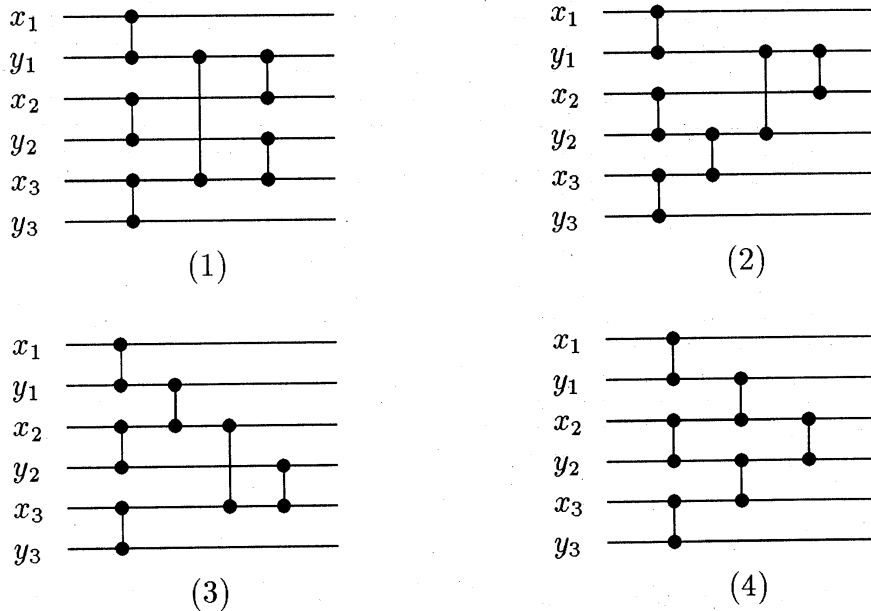 x₁
y₁
x₂
y₂
x₃
y₃
(1)
x₁
y₁
x₂
y₂
x₃
y₃
(2)
x₁
y₁
x₂
y₂
x₃
y₃
(3)
x₁
y₁
x₂
y₂
x₃
y₃
(4)